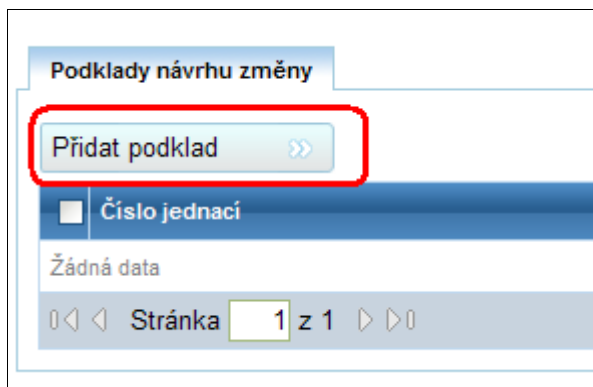 Podklady návrhu změny
Přidat podklad
Číslo jednací
Žádná data
Stránka 1 z 1